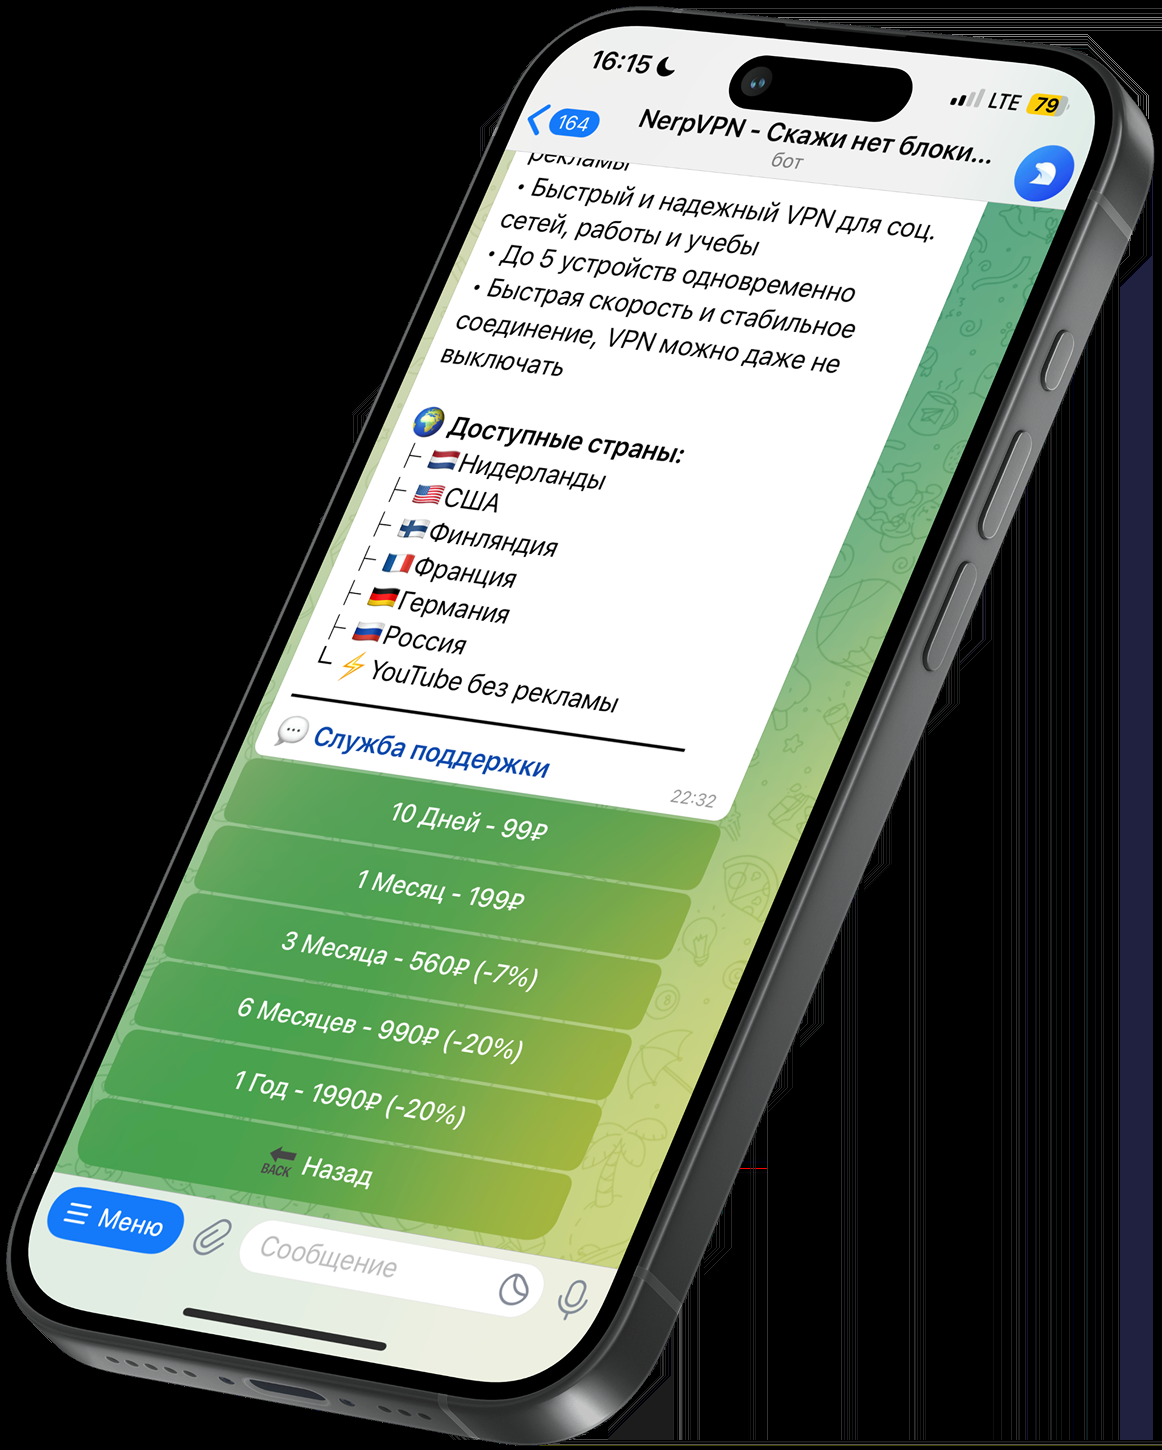 16:15
LTE 79
164
NerpVPN - Скажи нет блоки...
бот
рекламы
• Быстрый и надежный VPN для соц.
сетей, работы и учебы
• До 5 устройств одновременно
• Быстрая скорость и стабильное
соединение, VPN можно даже не
выключать
Доступные страны:
Нидерланды
США
Финляндия
Франция
Германия
Россия
YouTube без рекламы
Служба поддержки
22:32
10 Дней - 99₽
1 Месяц - 199₽
3 Месяца - 560₽ (-7%)
6 Месяцев - 990₽ (-20%)
1 Год - 1990₽ (-20%)
BACK Назад
Меню
Сообщение